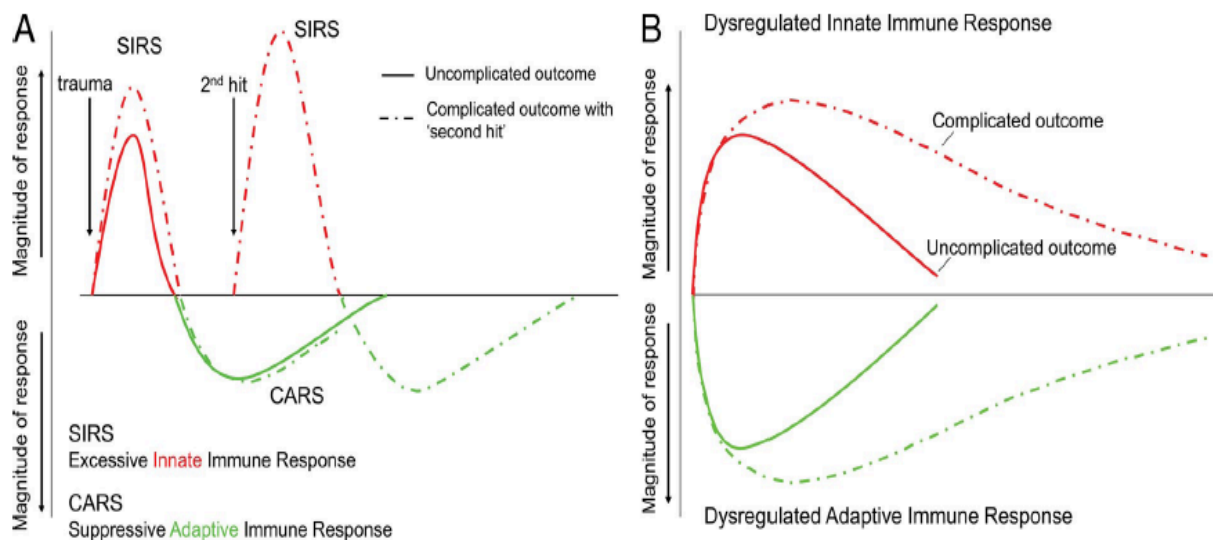 A
SIRS
SIRS
trauma
2nd hit
Uncomplicated outcome
Complicated outcome with
‘second hit’
Magnitude of response
Magnitude of response
CARS
SIRS
Excessive Innate Immune Response
CARS
Suppressive Adaptive Immune Response
B
Dysregulated Innate Immune Response
Complicated outcome
Uncomplicated outcome
Magnitude of response
Magnitude of response
Dysregulated Adaptive Immune Response